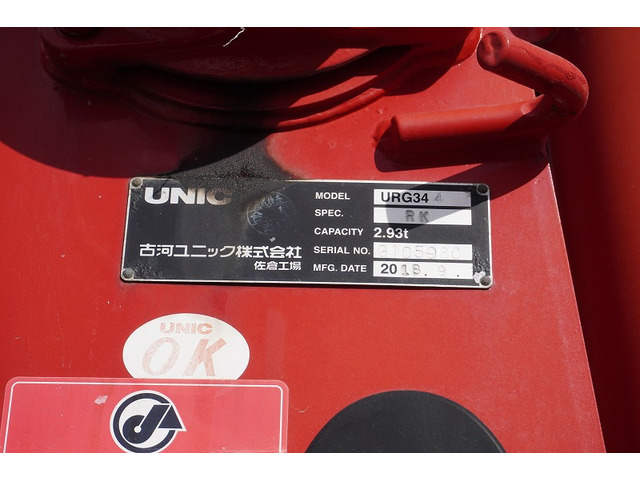 UNIC
MODEL URG344
SPEC. RK
CAPACITY 2.93t
古河ユニック株式会社
佐倉工場
SERIAL NO.
MFG. DATE 2018. 9.
UNIC
OK